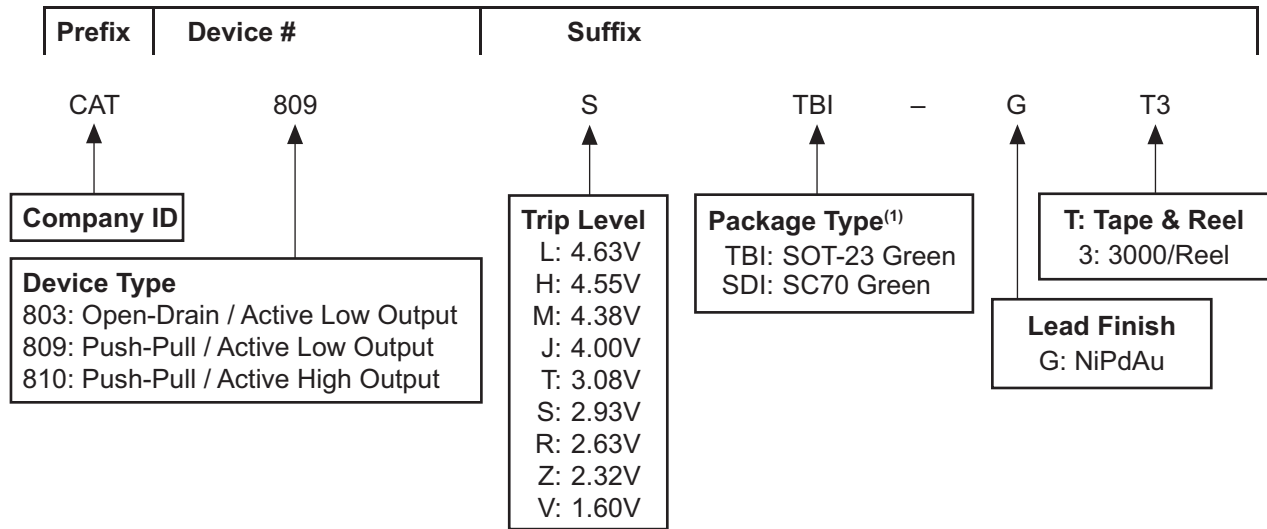 Prefix Device # Suffix
CAT 809 S TBI – G T3
Company ID
Device Type
803: Open-Drain / Active Low Output
809: Push-Pull / Active Low Output
810: Push-Pull / Active High Output
Trip Level
L: 4.63V
H: 4.55V
M: 4.38V
J: 4.00V
T: 3.08V
S: 2.93V
R: 2.63V
Z: 2.32V
V: 1.60V
Package Type(1)
TBI: SOT-23 Green
SDI: SC70 Green
Lead Finish
G: NiPdAu
T: Tape & Reel
3: 3000/Reel